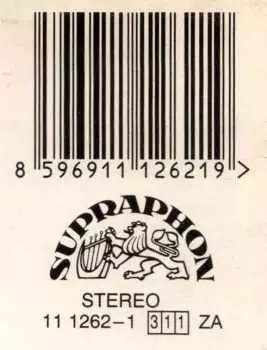 8 596911 126219 >
SUPRAPHON
STEREO
11 1262-1 311 ZA